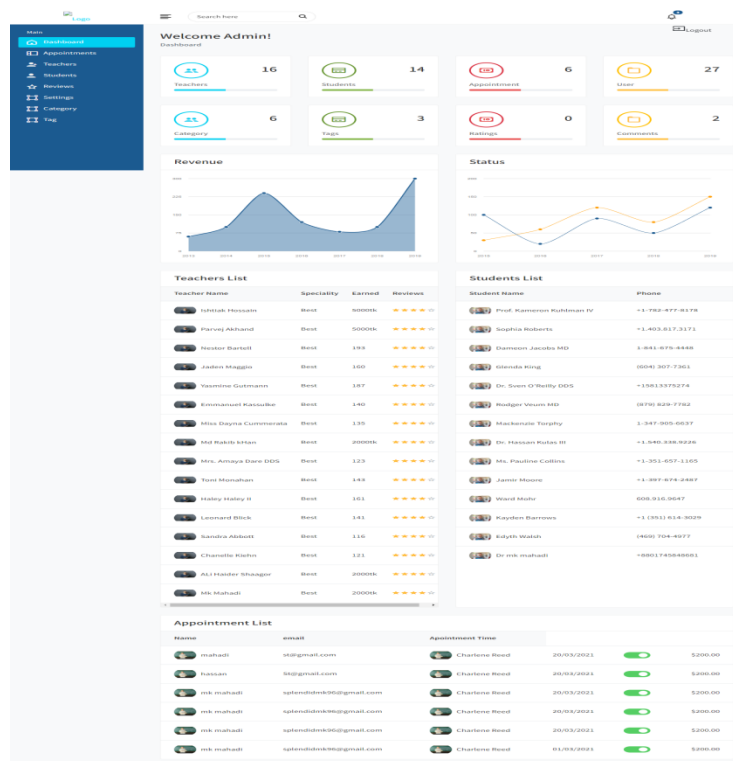 Logo
Search here
Logout
Main
Dashboard
Appointments
Teachers
Students
Reviews
Settings
Category
Tag
Welcome Admin!
Dashboard
16
Teachers
14
Students
6
Appointment
27
User
6
Category
3
Tags
0
Ratings
2
Comments
Revenue
Status
Teachers List
Teacher Name Speciality Earned Reviews
Ishtiak Hossain Best 5000tk
Parvej Akhand Best 5000tk
Nestor Bartell Best 193
Jaden Maggio Best 160
Yasmine Gutmann Best 187
Emmanuel Kassulke Best 140
Miss Dayna Cummerata Best 135
Md Rakib kHan Best 2000tk
Mrs. Amaya Dare DDS Best 123
Toni Monahan Best 143
Haley Haley II Best 161
Leonard Blick Best 141
Sandra Abbott Best 116
Chanelle Kiehn Best 121
ALi Haider Shaagor Best 2000tk
Mk Mahadi Best 2000tk
Students List
Student Name Phone
Prof. Kameron Kuhlman IV +1-782-477-8178
Sophia Roberts +1.403.817.3171
Dameon Jacobs MD 1-841-675-4448
Glenda King (604) 307-7361
Dr. Sven O'Reilly DDS +15613375274
Rodger Veum MD (879) 829-7782
Mackenzie Torphy 1-347-905-6637
Dr. Hassan Kulas III +1.940.338.9226
Ms. Pauline Collins +1-351-657-1165
Jamir Moore +1-397-674-2487
Ward Mohr 608.316.9647
Kayden Barrows +1 (351) 614-3029
Edyth Walsh (469) 704-4977
Dr mk mahadi +8801745848661
Appointment List
Name email Apointment Time
mahadi st@gmail.com Charlene Reed 20/03/2021 $200.00
hassan St@gmail.com Charlene Reed 20/03/2021 $200.00
mk mahadi splendidmk96@gmail.com Charlene Reed 20/03/2021 $200.00
mk mahadi splendidmk96@gmail.com Charlene Reed 20/03/2021 $200.00
mk mahadi splendidmk96@gmail.com Charlene Reed 20/03/2021 $200.00
mk mahadi splendidmk96@gmail.com Charlene Reed 01/03/2021 $200.00